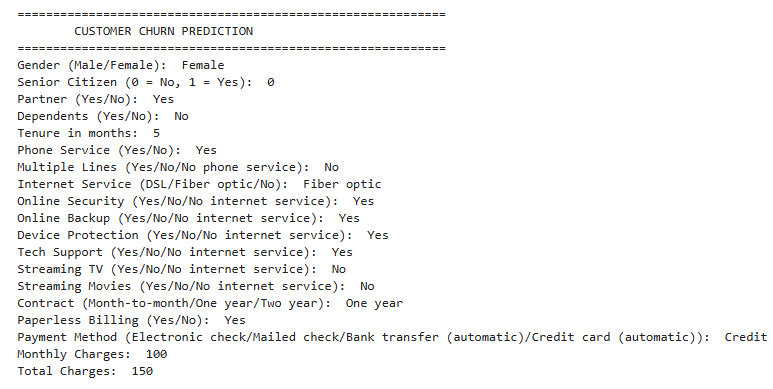 ============================================================
CUSTOMER CHURN PREDICTION
============================================================
Gender (Male/Female):  Female
Senior Citizen (0 = No, 1 = Yes):  0
Partner (Yes/No):  Yes
Dependents (Yes/No):  No
Tenure in months:  5
Phone Service (Yes/No):  Yes
Multiple Lines (Yes/No/No phone service):  No
Internet Service (DSL/Fiber optic/No):  Fiber optic
Online Security (Yes/No/No internet service):  Yes
Online Backup (Yes/No/No internet service):  Yes
Device Protection (Yes/No/No internet service):  Yes
Tech Support (Yes/No/No internet service):  Yes
Streaming TV (Yes/No/No internet service):  No
Streaming Movies (Yes/No/No internet service):  No
Contract (Month-to-month/One year/Two year):  One year
Paperless Billing (Yes/No):  Yes
Payment Method (Electronic check/Mailed check/Bank transfer (automatic)/Credit card (automatic)):  Credit
Monthly Charges:  100
Total Charges:  150